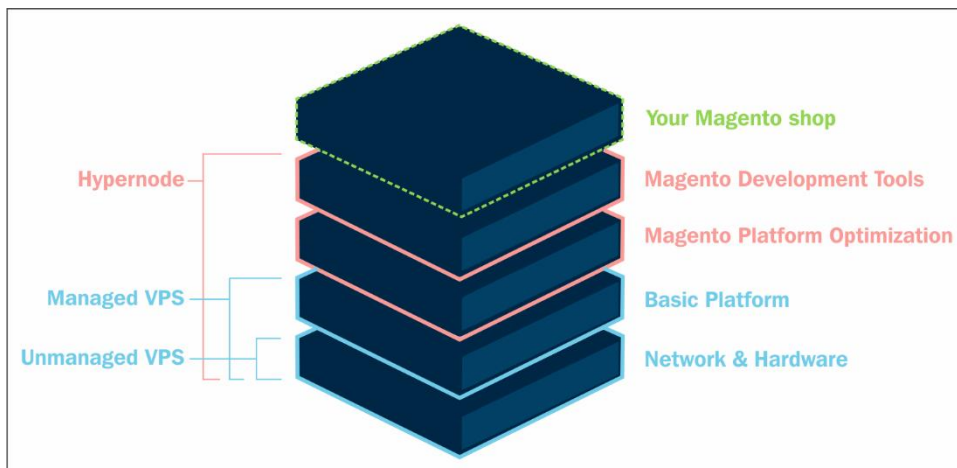 Your Magento shop
Hypernode
Magento Development Tools
Magento Platform Optimization
Managed VPS
Basic Platform
Unmanaged VPS
Network & Hardware